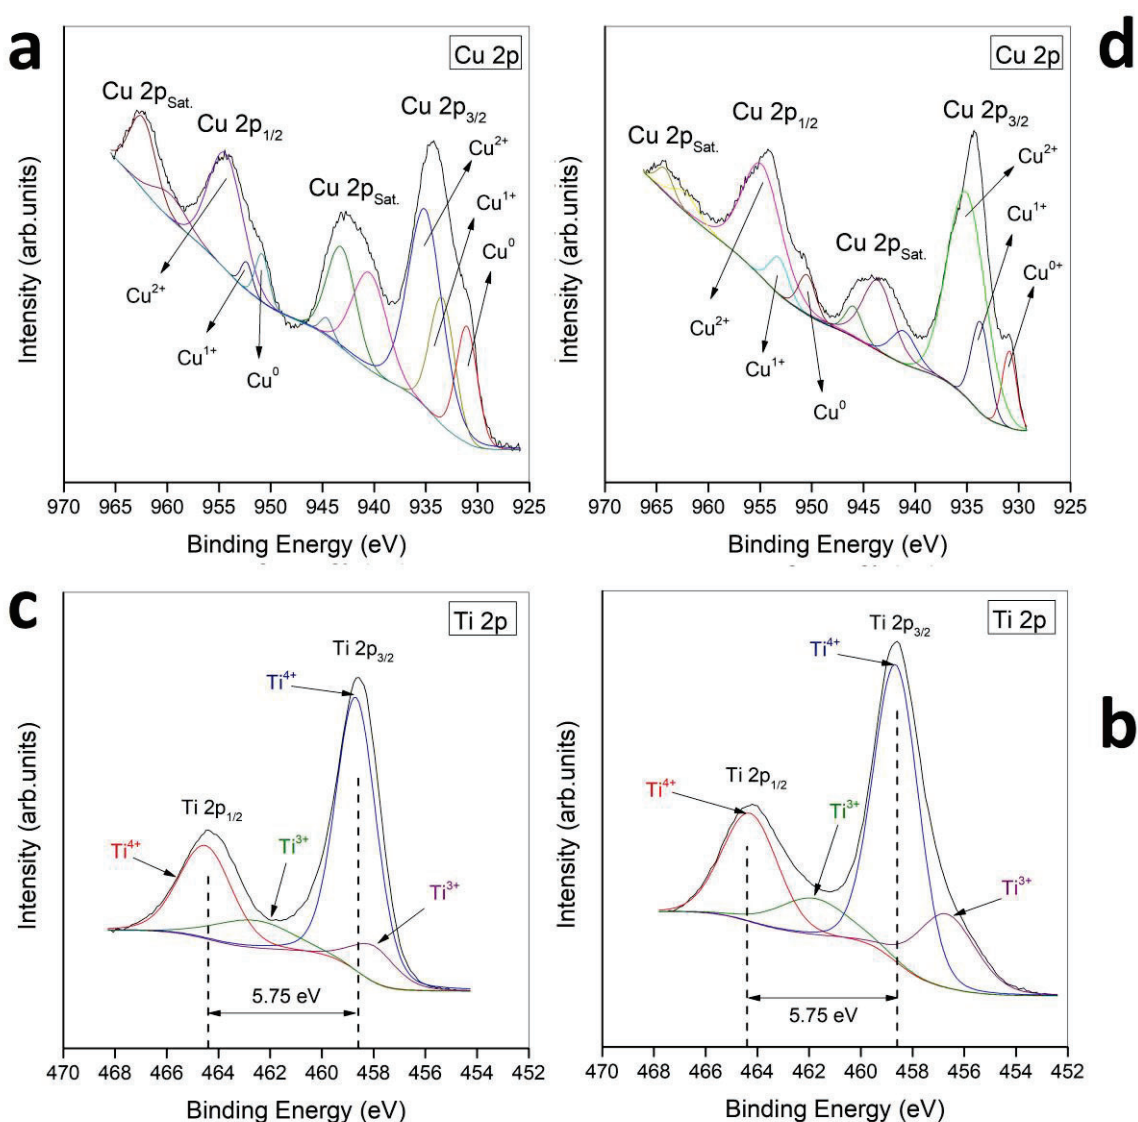 a
Cu 2p
Cu 2pSat.
Cu 2p1/2
Cu 2pSat.
Cu 2p3/2
Cu2+
Cu1+
Cu0
Cu2+
Cu1+
Cu0
Intensity (arb.units)
970 965 960 955 950 945 940 935 930 925
Binding Energy (eV)
d
Cu 2p
Cu 2pSat.
Cu 2p1/2
Cu 2pSat.
Cu 2p3/2
Cu2+
Cu1+
Cu0+
Cu2+
Cu1+
Cu0
Intensity (arb.units)
970 965 960 955 950 945 940 935 930 925
Binding Energy (eV)
c
Ti 2p
Ti 2p3/2
Ti4+
Ti 2p1/2
Ti4+
Ti3+
Ti3+
5.75 eV
Intensity (arb.units)
470 468 466 464 462 460 458 456 454 452
Binding Energy (eV)
b
Ti 2p
Ti 2p3/2
Ti4+
Ti 2p1/2
Ti4+
Ti3+
Ti3+
5.75 eV
Intensity (arb.units)
470 468 466 464 462 460 458 456 454 452
Binding Energy (eV)